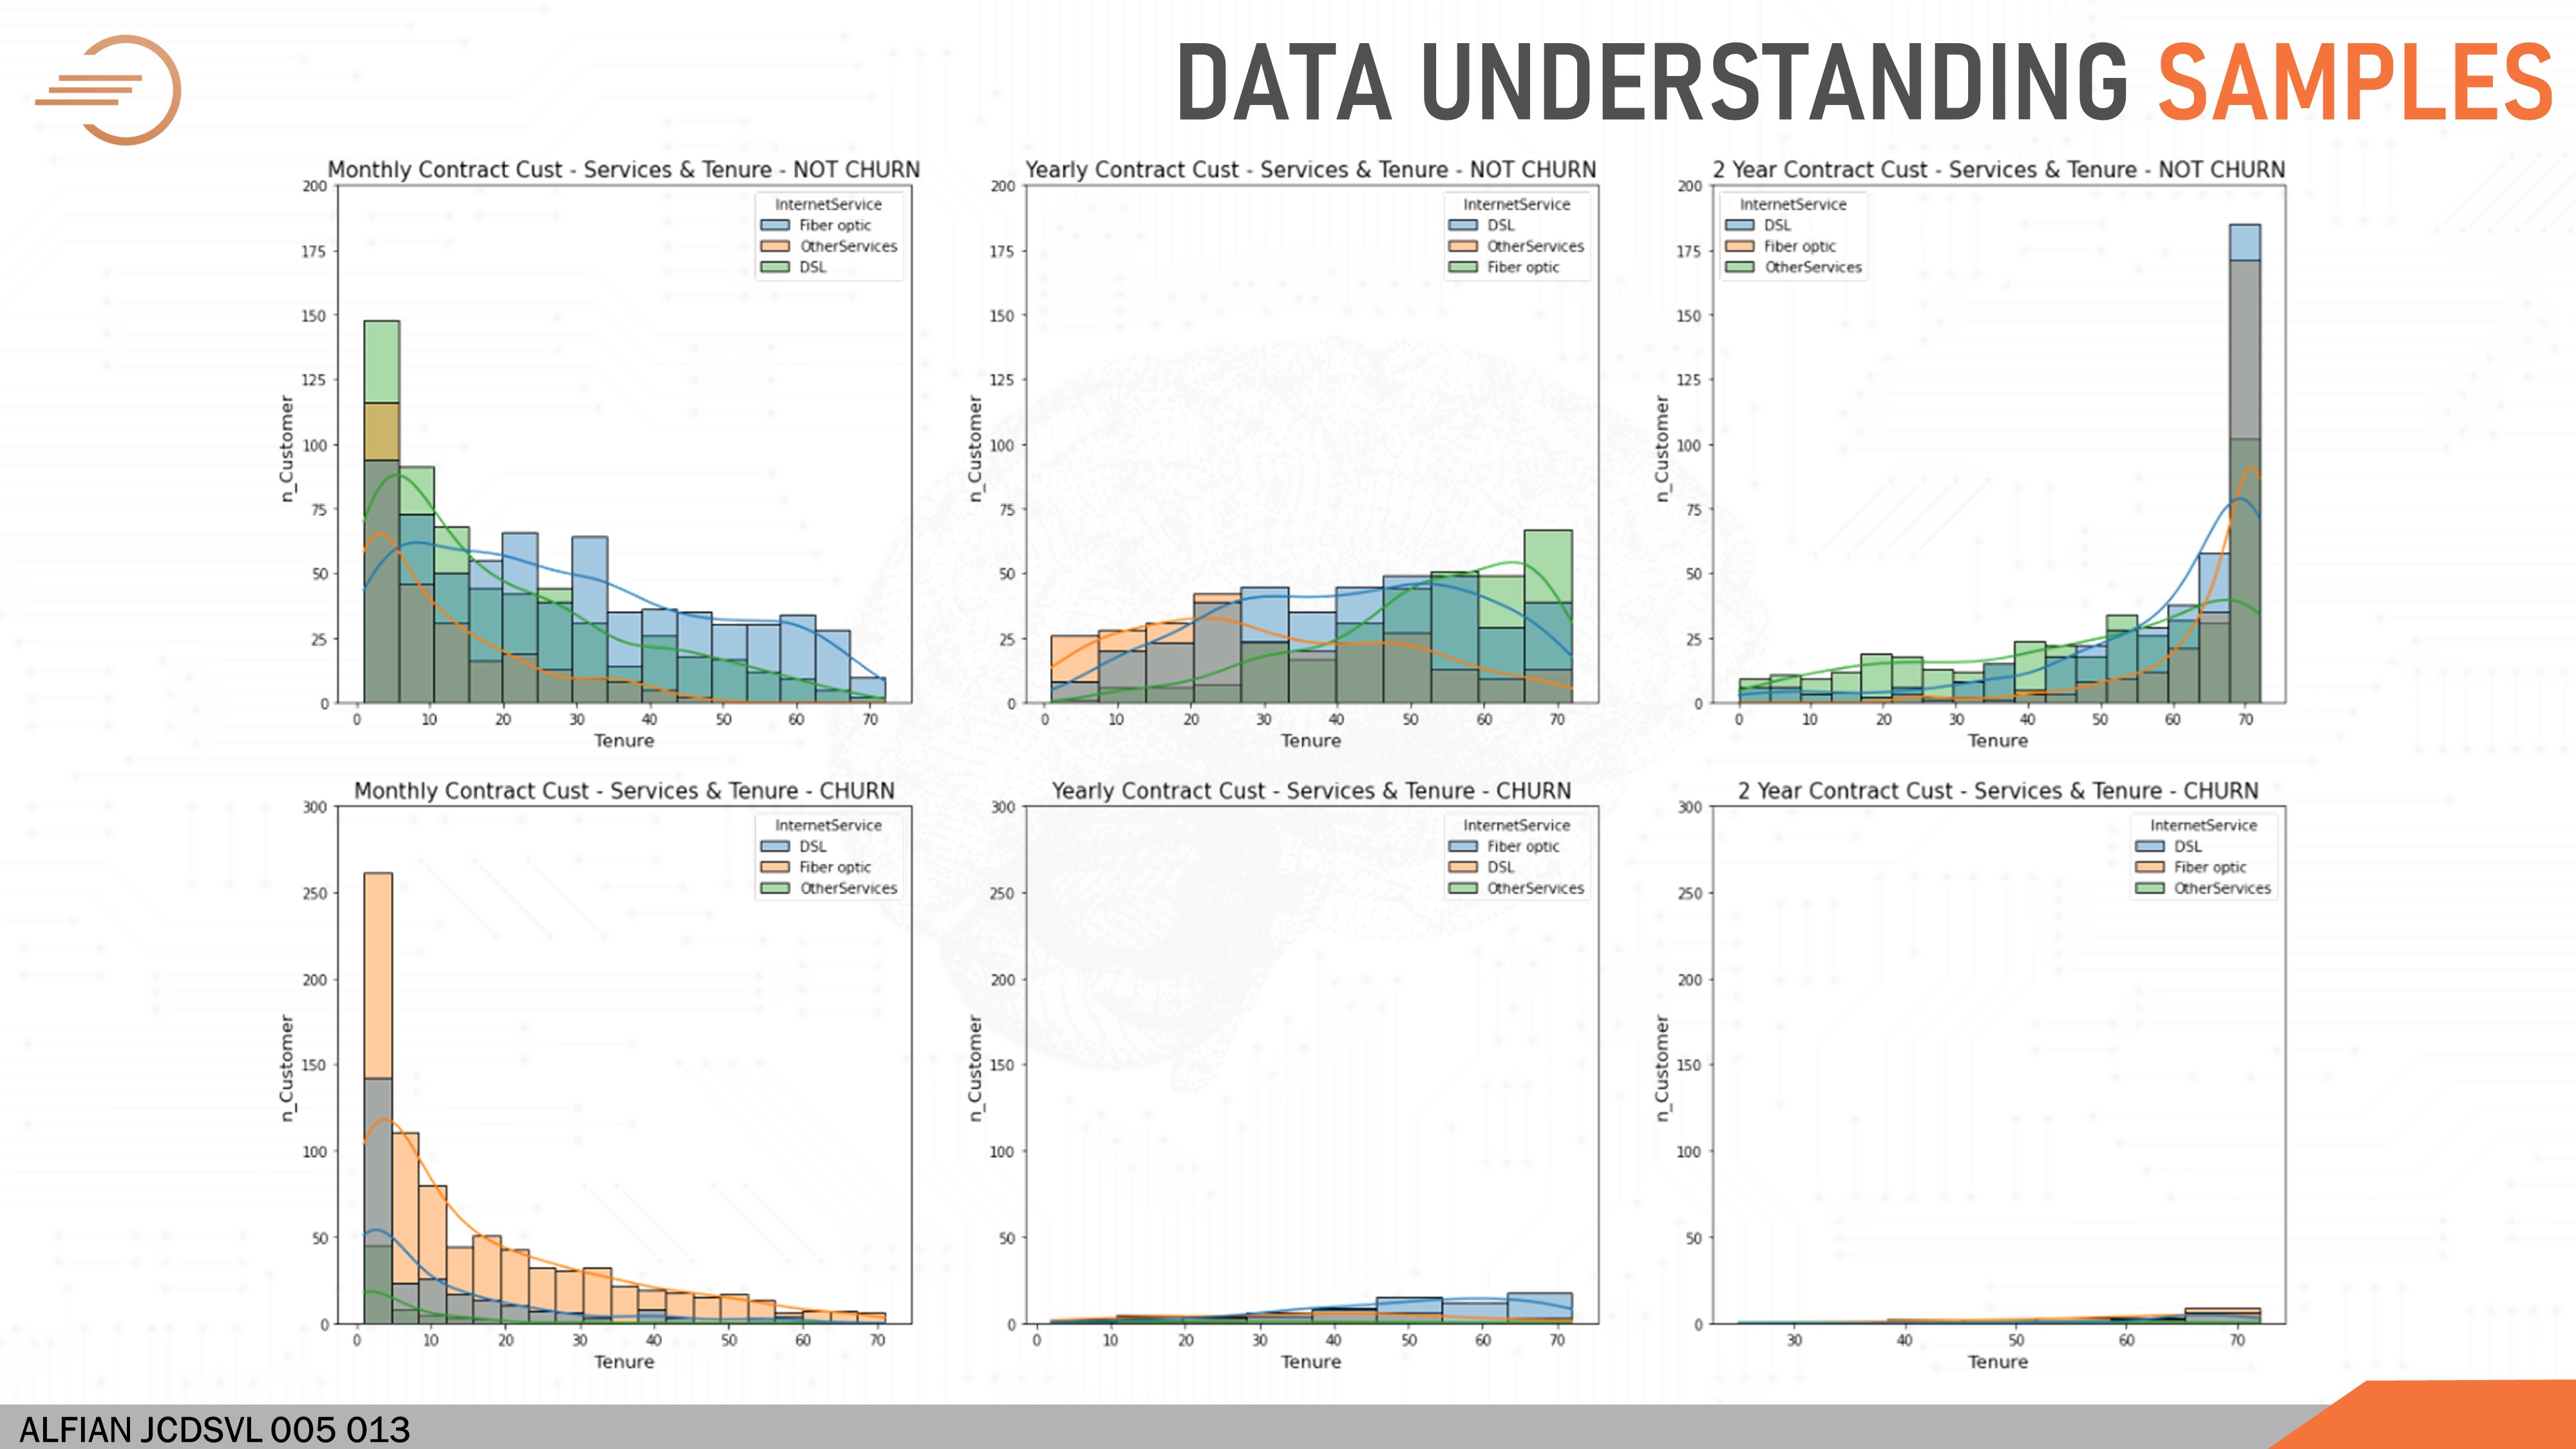 DATA UNDERSTANDING SAMPLES
Monthly Contract Cust - Services & Tenure - NOT CHURN
200
175
150
125
100
75
50
25
0
n_Customer
InternetService
Fiber optic
OtherServices
DSL
0 10 20 30 40 50 60 70
Tenure
Yearly Contract Cust - Services & Tenure - NOT CHURN
200
175
150
125
100
75
50
25
0
n_Customer
InternetService
DSL
OtherServices
Fiber optic
0 10 20 30 40 50 60 70
Tenure
2 Year Contract Cust - Services & Tenure - NOT CHURN
200
175
150
125
100
75
50
25
0
n_Customer
InternetService
DSL
Fiber optic
OtherServices
0 10 20 30 40 50 60 70
Tenure
Monthly Contract Cust - Services & Tenure - CHURN
300
250
200
150
100
50
0
n_Customer
InternetService
DSL
Fiber optic
OtherServices
0 10 20 30 40 50 60 70
Tenure
Yearly Contract Cust - Services & Tenure - CHURN
300
250
200
150
100
50
0
n_Customer
InternetService
Fiber optic
DSL
OtherServices
0 10 20 30 40 50 60 70
Tenure
2 Year Contract Cust - Services & Tenure - CHURN
300
250
200
150
100
50
0
n_Customer
InternetService
DSL
Fiber optic
OtherServices
30 40 50 60 70
Tenure
ALFIAN JCDSVL 005 013